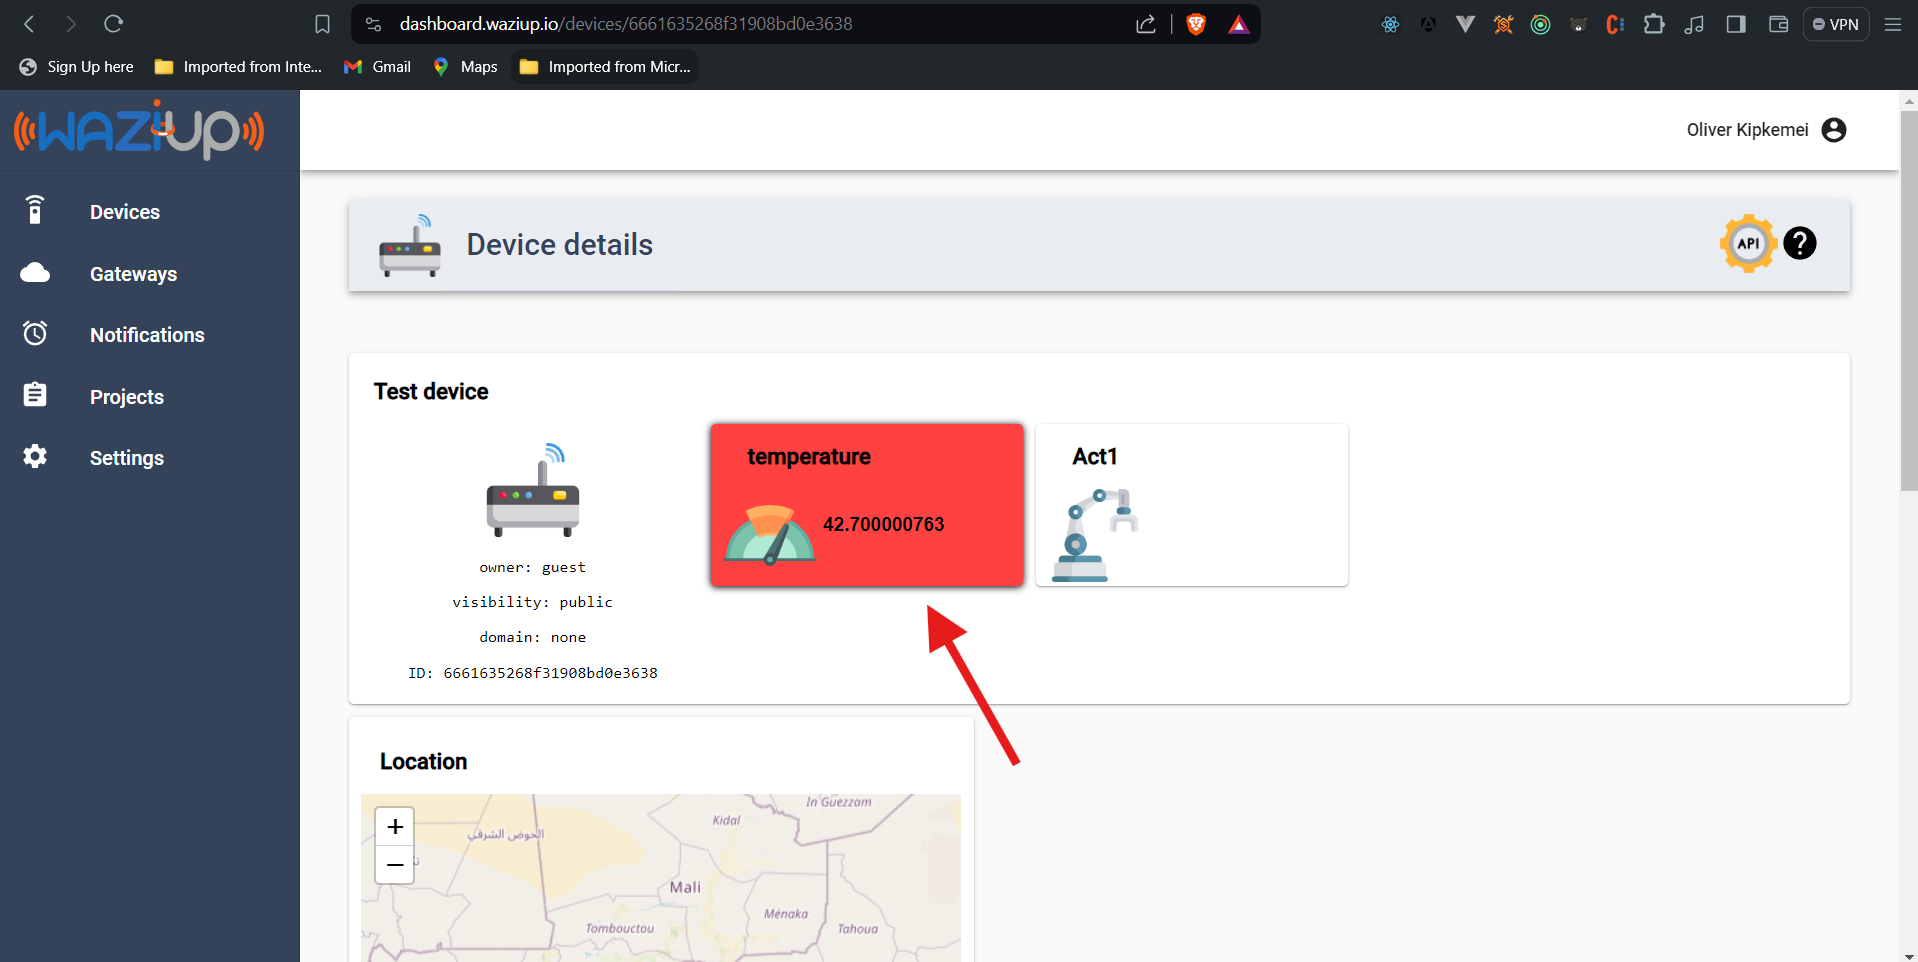 dashboard.waziup.io/devices/6661635268f31908bd0e3638
VPN
Sign Up here
Imported from Inte...
Gmail
Maps
Imported from Micr...
WAZIUP
Oliver Kipkemei
Devices
Gateways
Notifications
Projects
Settings
Device details
API
?
Test device
owner: guest
visibility: public
domain: none
ID: 6661635268f31908bd0e3638
temperature
42.700000763
Act1
Location
+
−
In Guezzam
Kidal
الحوض الشرقي
Mali
Ménaka
Tombouctou
Tahoua